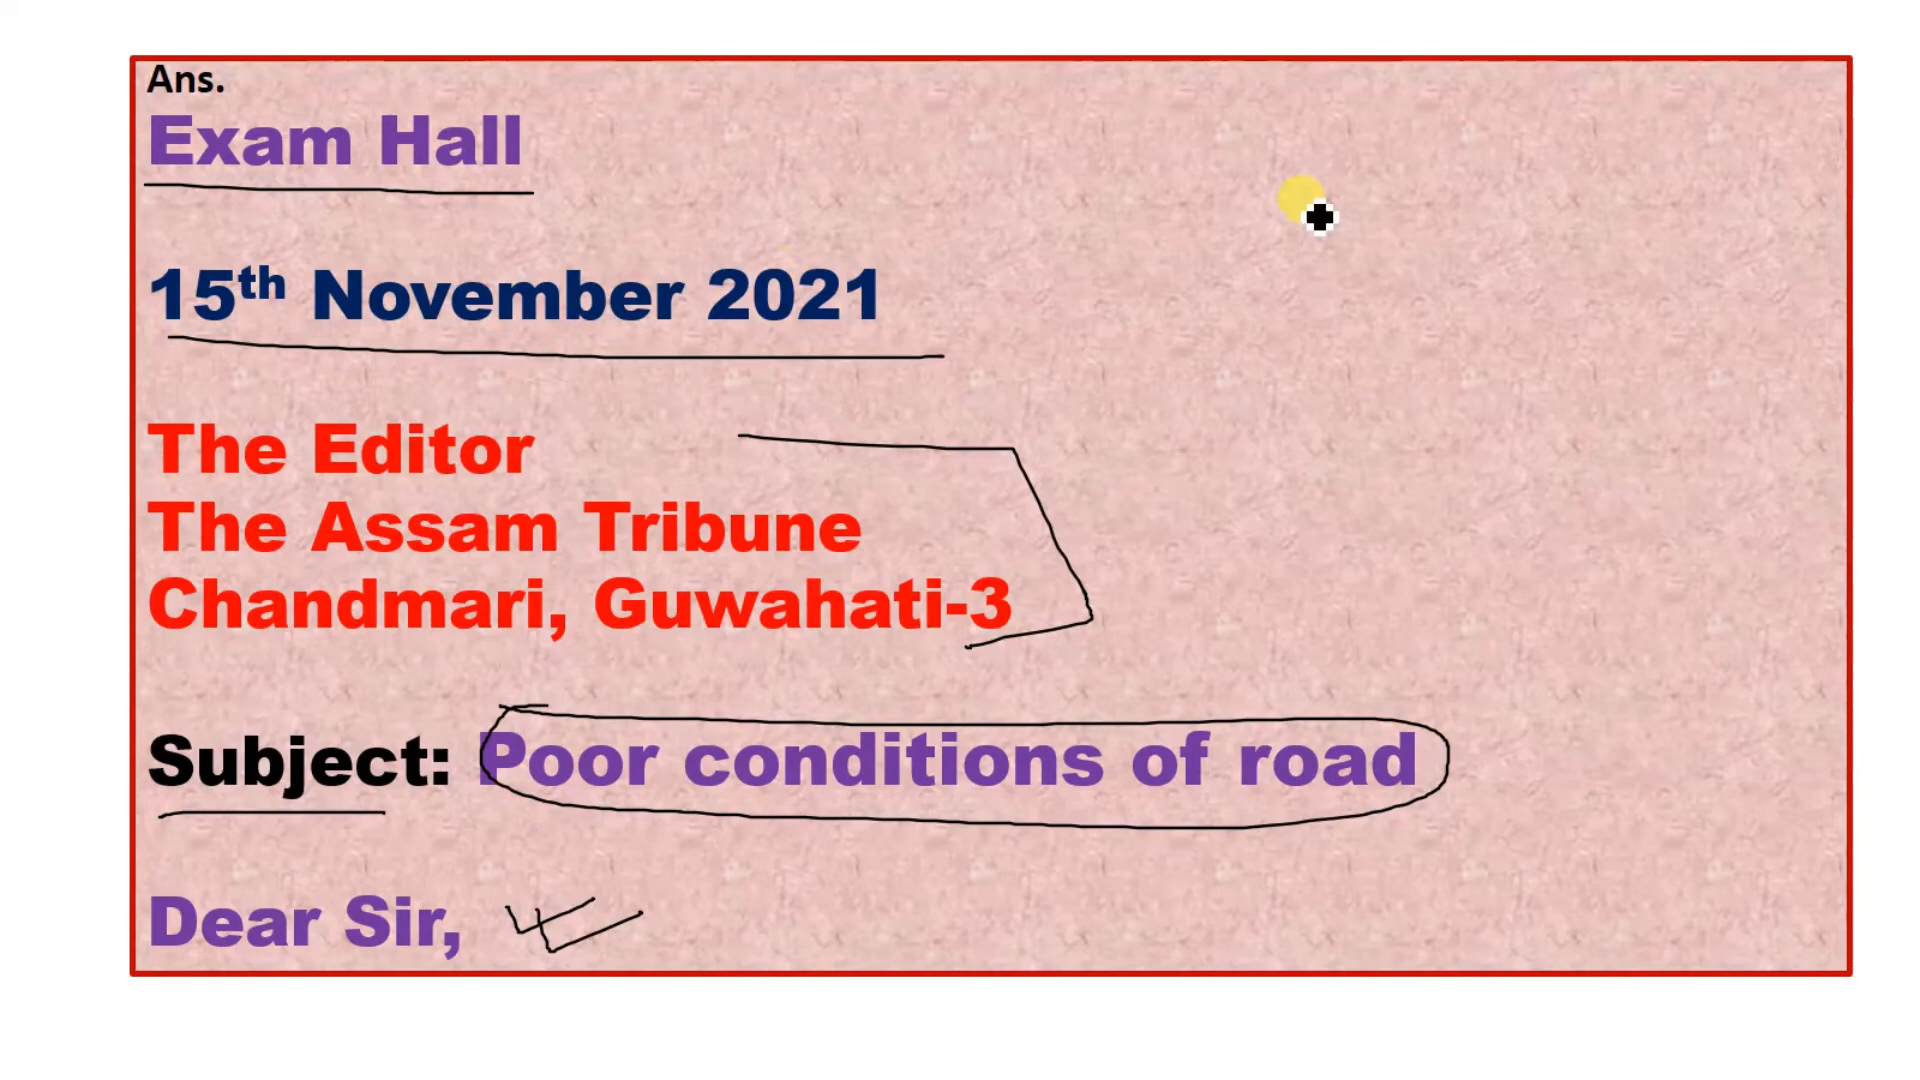 Ans.
Exam Hall
15th November 2021
The Editor
The Assam Tribune
Chandmari, Guwahati-3
Subject: Poor conditions of road
Dear Sir,